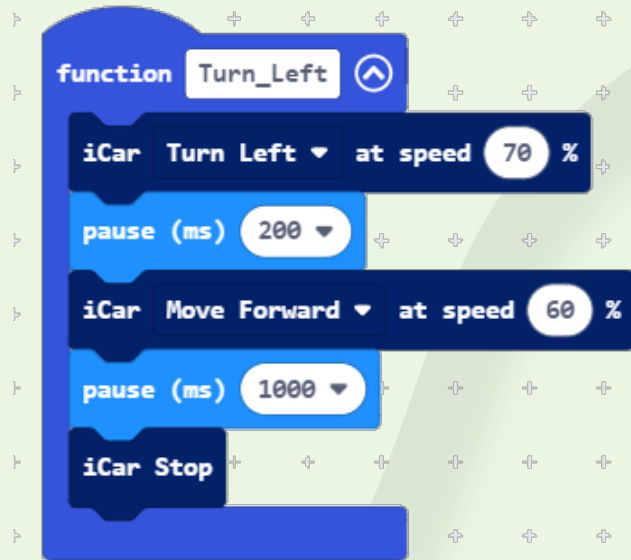 function Turn_Left
iCar Turn Left at speed 70 %
pause (ms) 200
iCar Move Forward at speed 60 %
pause (ms) 1000
iCar Stop